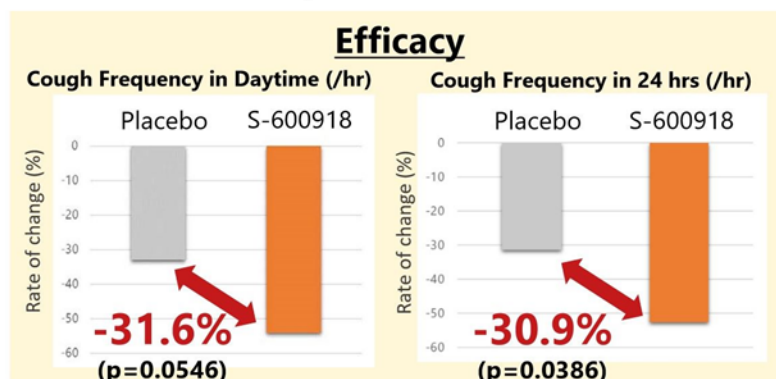 Efficacy
Cough Frequency in Daytime (/hr)
Placebo S-600918
Rate of change (%)
0
-10
-20
-30
-40
-50
-60
-31.6%
(p=0.0546)
Cough Frequency in 24 hrs (/hr)
Placebo S-600918
Rate of change (%)
0
-10
-20
-30
-40
-50
-60
-30.9%
(p=0.0386)